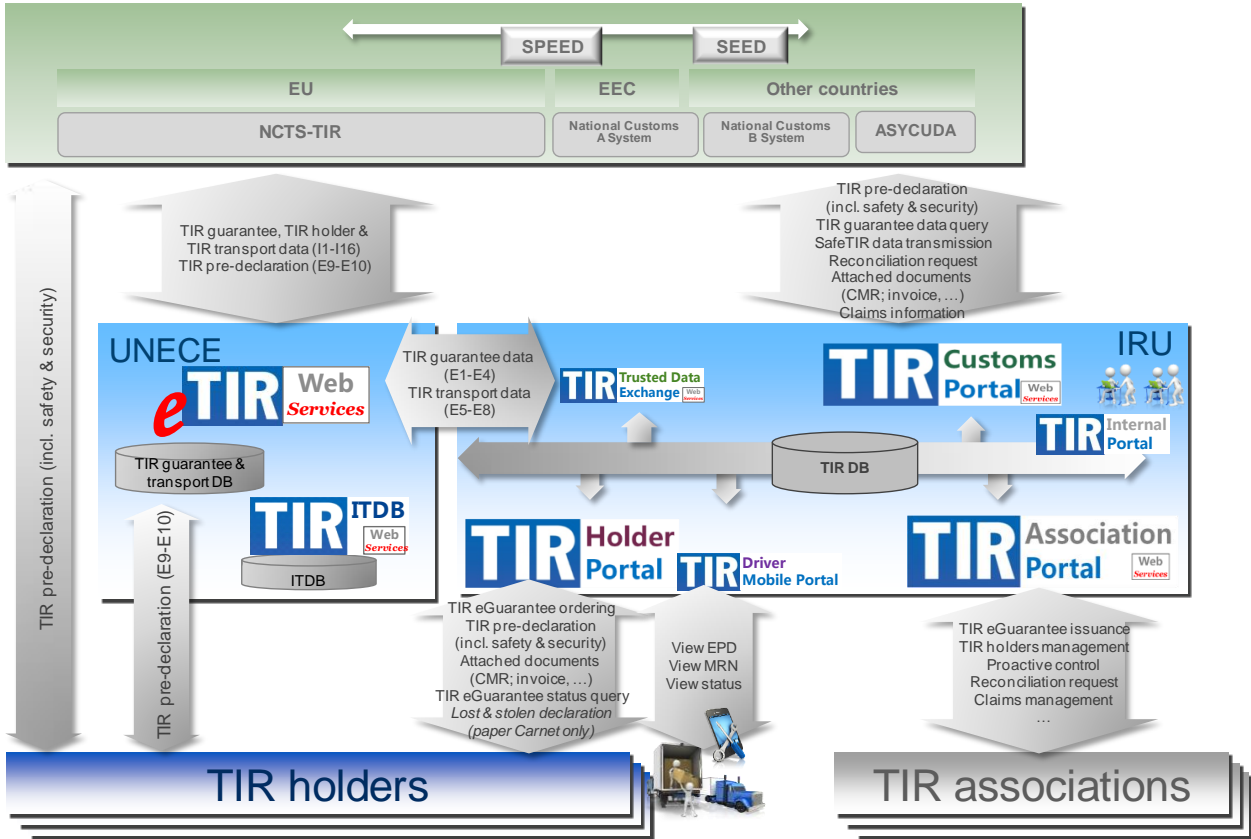 SPEED
SEED
EU
EEC
Other countries
NCTS-TIR
National Customs
A System
National Customs
B System
ASYCUDA
TIR pre-declaration (incl. safety & security)
TIR guarantee, TIR holder &
TIR transport data (I1-I16)
TIR pre-declaration (E9-E10)
TIR pre-declaration
(incl. safety & security)
TIR guarantee data query
SafeTIR data transmission
Reconciliation request
Attached documents
(CMR; invoice, …)
Claims information
UNECE
eTIR Web
Services
TIR guarantee &
transport DB
TIR ITDB
Web
Services
ITDB
TIR pre-declaration (E9-E10)
TIR guarantee data
(E1-E4)
TIR transport data
(E5-E8)
IRU
TIR Trusted Data
Exchange Web
Services
TIR Customs
Portal Web
Services
TIR Internal
Portal
TIR DB
TIR Holder
Portal
TIR Driver
Mobile Portal
TIR Association
Portal Web
Services
TIR eGuarantee ordering
TIR pre-declaration
(incl. safety & security)
Attached documents
(CMR; invoice, …)
TIR eGuarantee status query
Lost & stolen declaration
(paper Carnet only)
View EPD
View MRN
View status
TIR eGuarantee issuance
TIR holders management
Proactive control
Reconciliation request
Claims management
…
TIR holders
TIR associations